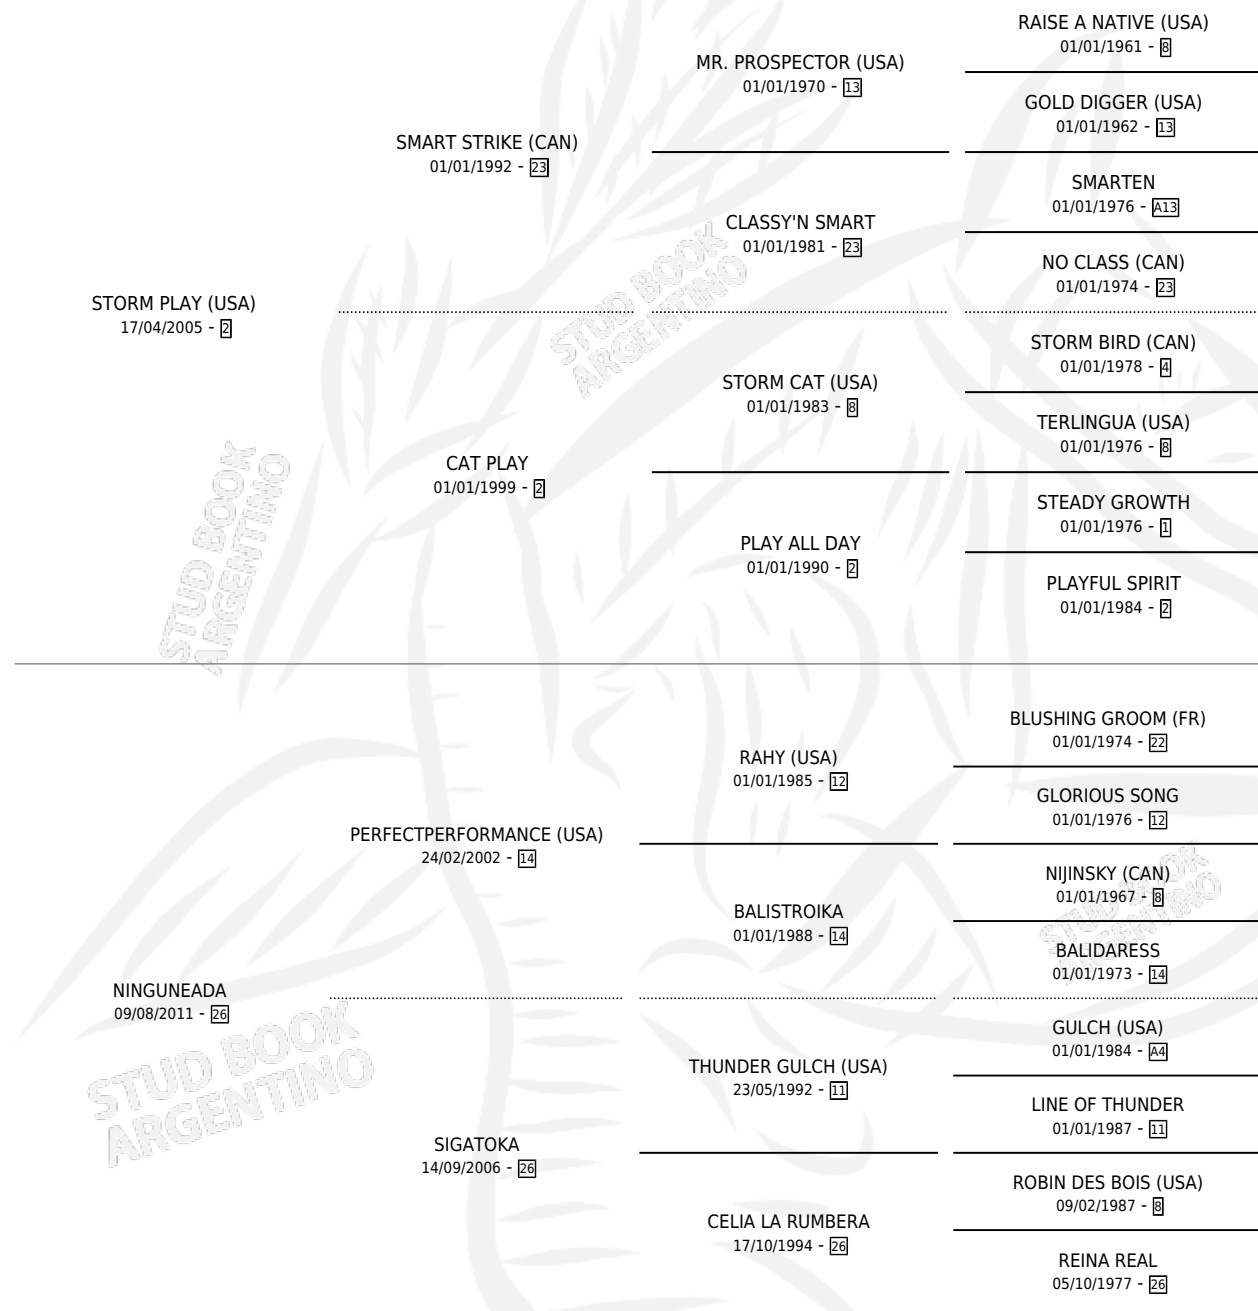 RAISE A NATIVE (USA)
01/01/1961 - 8
MR. PROSPECTOR (USA)
01/01/1970 - 13
GOLD DIGGER (USA)
01/01/1962 - 13
SMART STRIKE (CAN)
01/01/1992 - 23
SMARTEN
01/01/1976 - A13
CLASSY'N SMART
01/01/1981 - 23
NO CLASS (CAN)
01/01/1974 - 23
STORM PLAY (USA)
17/04/2005 - 2
STUD BOOK
ARGENTINO
STORM BIRD (CAN)
01/01/1978 - 4
STORM CAT (USA)
01/01/1983 - 8
TERLINGUA (USA)
01/01/1976 - 8
CAT PLAY
01/01/1999 - 2
STEADY GROWTH
01/01/1976 - 1
PLAY ALL DAY
01/01/1990 - 2
PLAYFUL SPIRIT
01/01/1984 - 2
STUD BOOK
ARGENTINO
BLUSHING GROOM (FR)
01/01/1974 - 22
RAHY (USA)
01/01/1985 - 12
GLORIOUS SONG
01/01/1976 - 12
PERFECTPERFORMANCE (USA)
24/02/2002 - 14
NIJINSKY (CAN)
01/01/1967 - 8
BALISTROIKA
01/01/1988 - 14
BALIDARESS
01/01/1973 - 14
STUD BOOK
ARGENTINO
NINGUNEADA
09/08/2011 - 26
GULCH (USA)
01/01/1984 - A4
THUNDER GULCH (USA)
23/05/1992 - 11
LINE OF THUNDER
01/01/1987 - 11
STUD BOOK
ARGENTINO
SIGATOKA
14/09/2006 - 26
ROBIN DES BOIS (USA)
09/02/1987 - 8
CELIA LA RUMBERA
17/10/1994 - 26
REINA REAL
05/10/1977 - 26